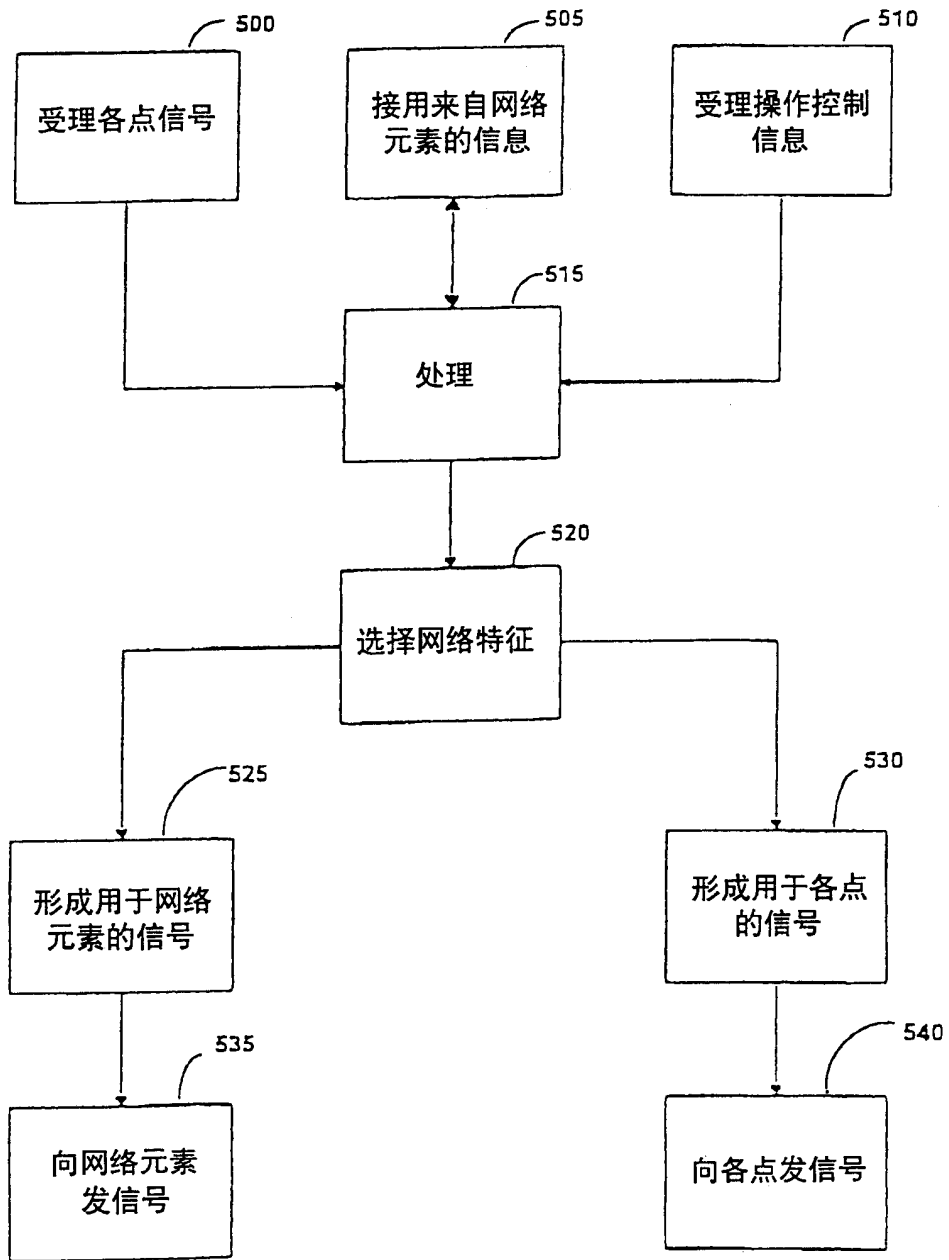 500
受理各点信号
505
接用来自网络
元素的信息
510
受理操作控制
信息
515
处理
520
选择网络特征
525
形成用于网络
元素的信号
530
形成用于各点
的信号
535
向网络元素
发信号
540
向各点发信号